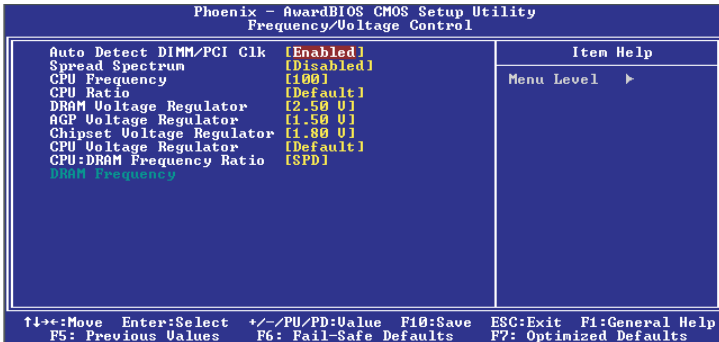 Phoenix - AwardBIOS CMOS Setup Utility
Frequency/Voltage Control
Auto Detect DIMM/PCI Clk [Enabled]
Spread Spectrum [Disabled]
CPU Frequency [100]
CPU Ratio [Default]
DRAM Voltage Regulator [2.50 V]
AGP Voltage Regulator [1.50 V]
Chipset Voltage Regulator [1.80 V]
CPU Voltage Regulator [Default]
CPU:DRAM Frequency Ratio [SPD]
DRAM Frequency
Item Help
Menu Level ►
↑↓→←:Move Enter:Select +/-/PU/PD:Value F10:Save ESC:Exit F1:General Help
F5: Previous Values F6: Fail-Safe Defaults F7: Optimized Defaults